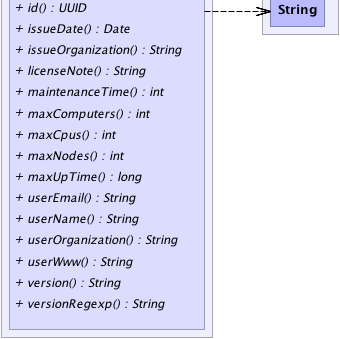 + id() : UUID
+ issueDate() : Date
+ issueOrganization() : String
+ licenseNote() : String
+ maintenanceTime() : int
+ maxComputers() : int
+ maxCpus() : int
+ maxNodes() : int
+ maxUpTime() : long
+ userEmail() : String
+ userName() : String
+ userOrganization() : String
+ userWww() : String
+ version() : String
+ versionRegexp() : String
String